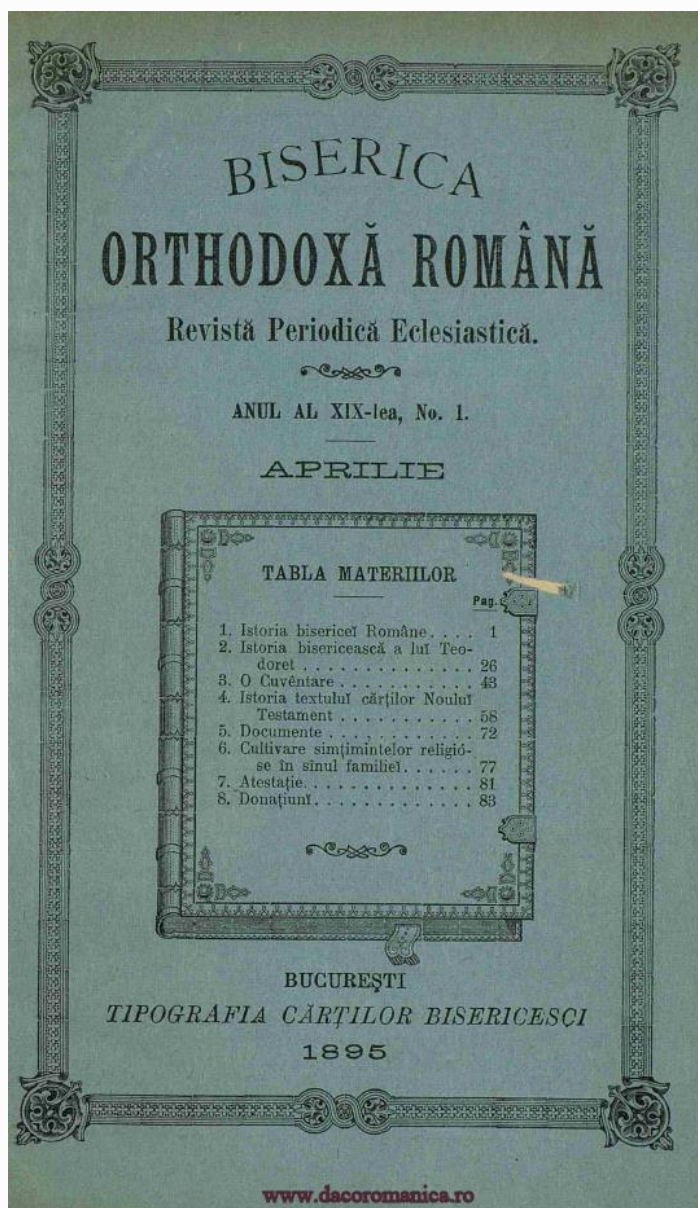 BISERICA
ORTHODOXĂ ROMÂNĂ
Revistă Periodică Eclesiastică.
ANUL AL XIX-lea, No. 1.
APRILIE
TABLA MATERIILOR
Pag.
1. Istoria bisericeĭ Române . . . . 1
2. Istoria bisericească a luĭ Teo-
doret . . . . . . . . . . . . . . 26
3. O Cuvêntare . . . . . . . . . . . 43
4. Istoria textuluĭ cărților Nouluĭ
Testament . . . . . . . . . . . 58
5. Documente . . . . . . . . . . . . 72
6. Cultivare simțimintelor religió-
se în sînul familieĭ . . . . . . 77
7. Atestație. . . . . . . . . . . . . 81
8. Donațiunĭ. . . . . . . . . . . . . 83
BUCUREȘTI
TIPOGRAFIA CĂRȚILOR BISERICESCI
1895
www.dacoromanica.ro